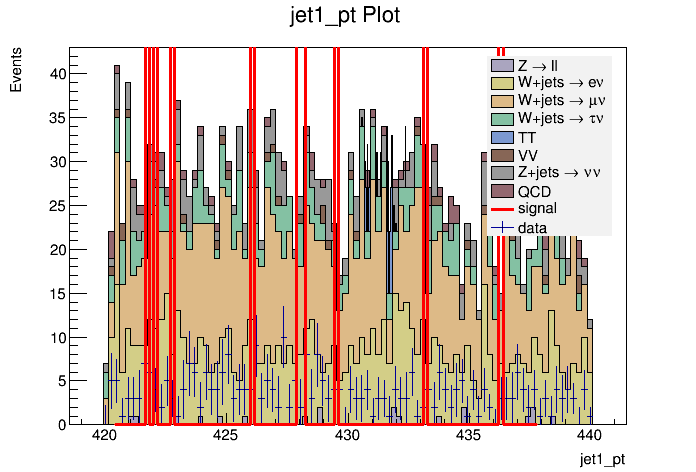 jet1_pt Plot
Events
40
35
30
25
20
15
10
5
0
420
425
430
435
440
jet1_pt
Z → ll
W+jets → eν
W+jets → μν
W+jets → τν
TT
VV
Z+jets → νν
QCD
signal
data